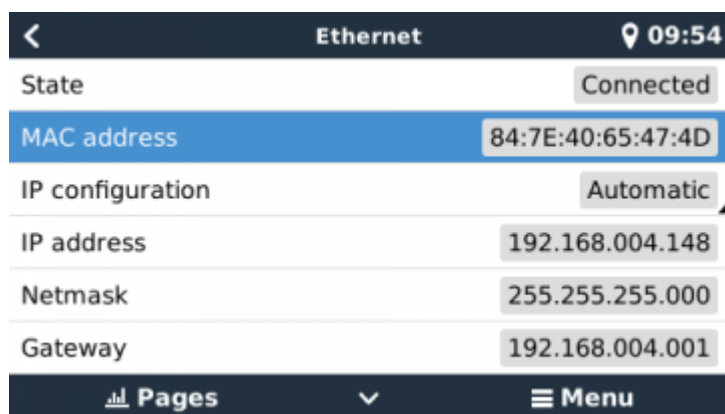 Ethernet 09:54
State Connected
MAC address 84:7E:40:65:47:4D
IP configuration Automatic
IP address 192.168.004.148
Netmask 255.255.255.000
Gateway 192.168.004.001
Pages Menu